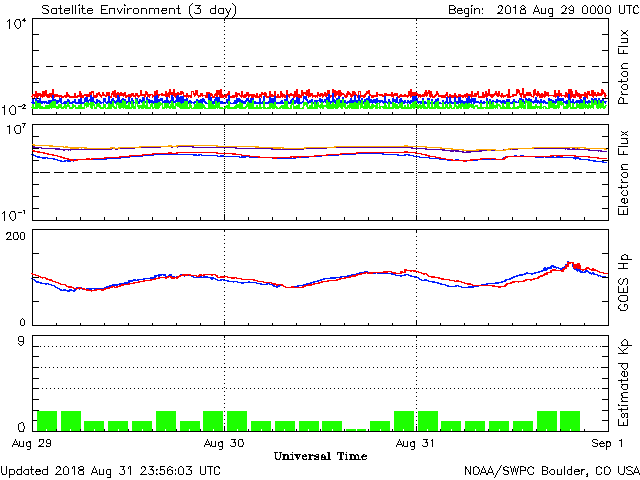 Satellite Environment (3 day)
Begin: 2018 Aug 29 0000 UTC
10⁴
10⁻²
Proton Flux
10⁷
10⁻¹
Electron Flux
200
0
GOES Hp
9
0
Estimated Kp
Aug 29
Aug 30
Aug 31
Sep 1
Universal Time
Updated 2018 Aug 31 23:56:03 UTC
NOAA/SWPC Boulder, CO USA